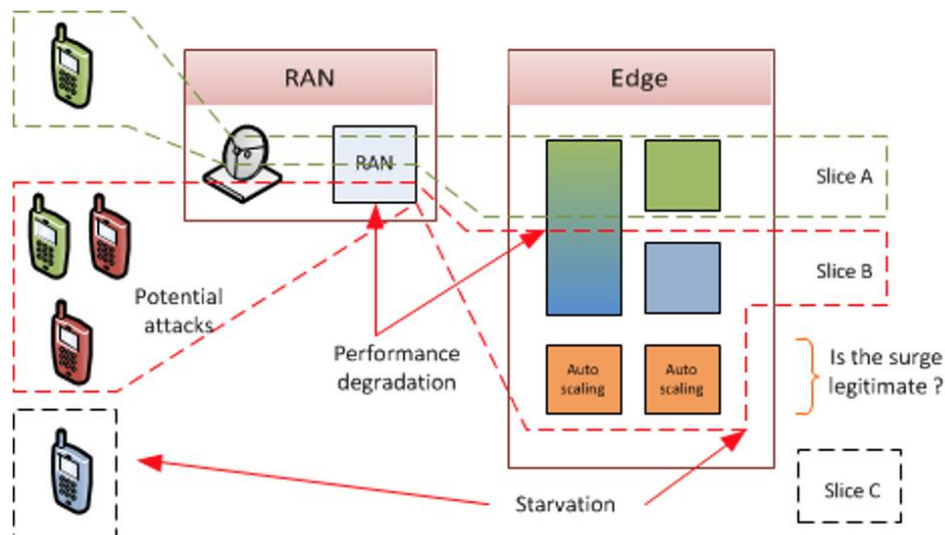 RAN
Edge
RAN
Slice A
Slice B
Potential
attacks
Performance
degradation
Auto
scaling
Auto
scaling
Is the surge
legitimate ?
Starvation
Slice C